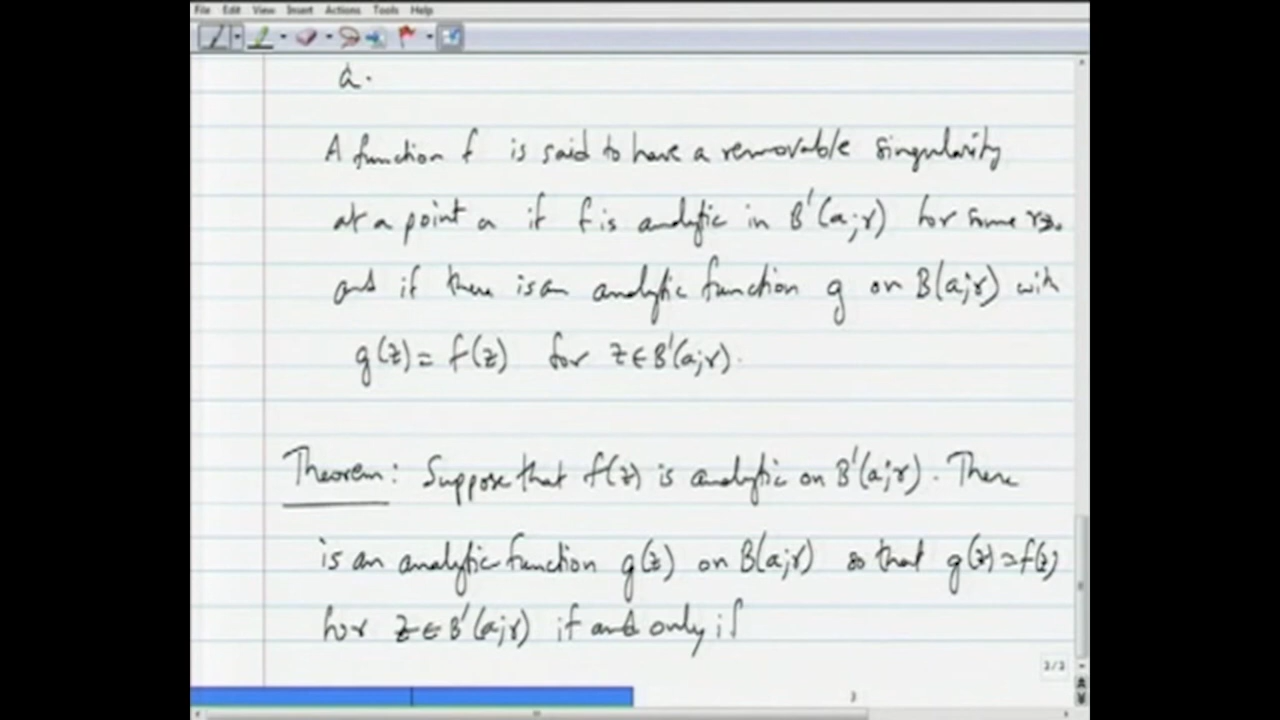 File Edit View Insert Actions Tools Help
a.
A function f is said to have a removable singularity
at a point a if f is analytic in B'(a;r) for some r>0
and if there is an analytic function g on B(a;r) with
g(z) = f(z) for z∈B'(a;r).
Theorem: Suppose that f(z) is analytic on B'(a;r). There
is an analytic function g(z) on B(a;r) so that g(z)=f(z)
for z∈B'(a;r) if and only if
2/2